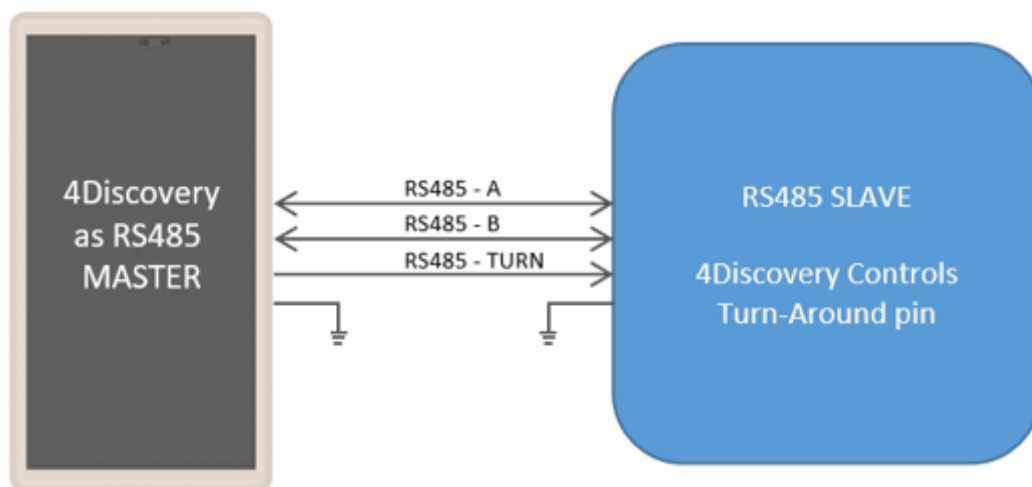 4Discovery
as RS485
MASTER
RS485 - A
RS485 - B
RS485 - TURN
RS485 SLAVE
4Discovery Controls
Turn-Around pin